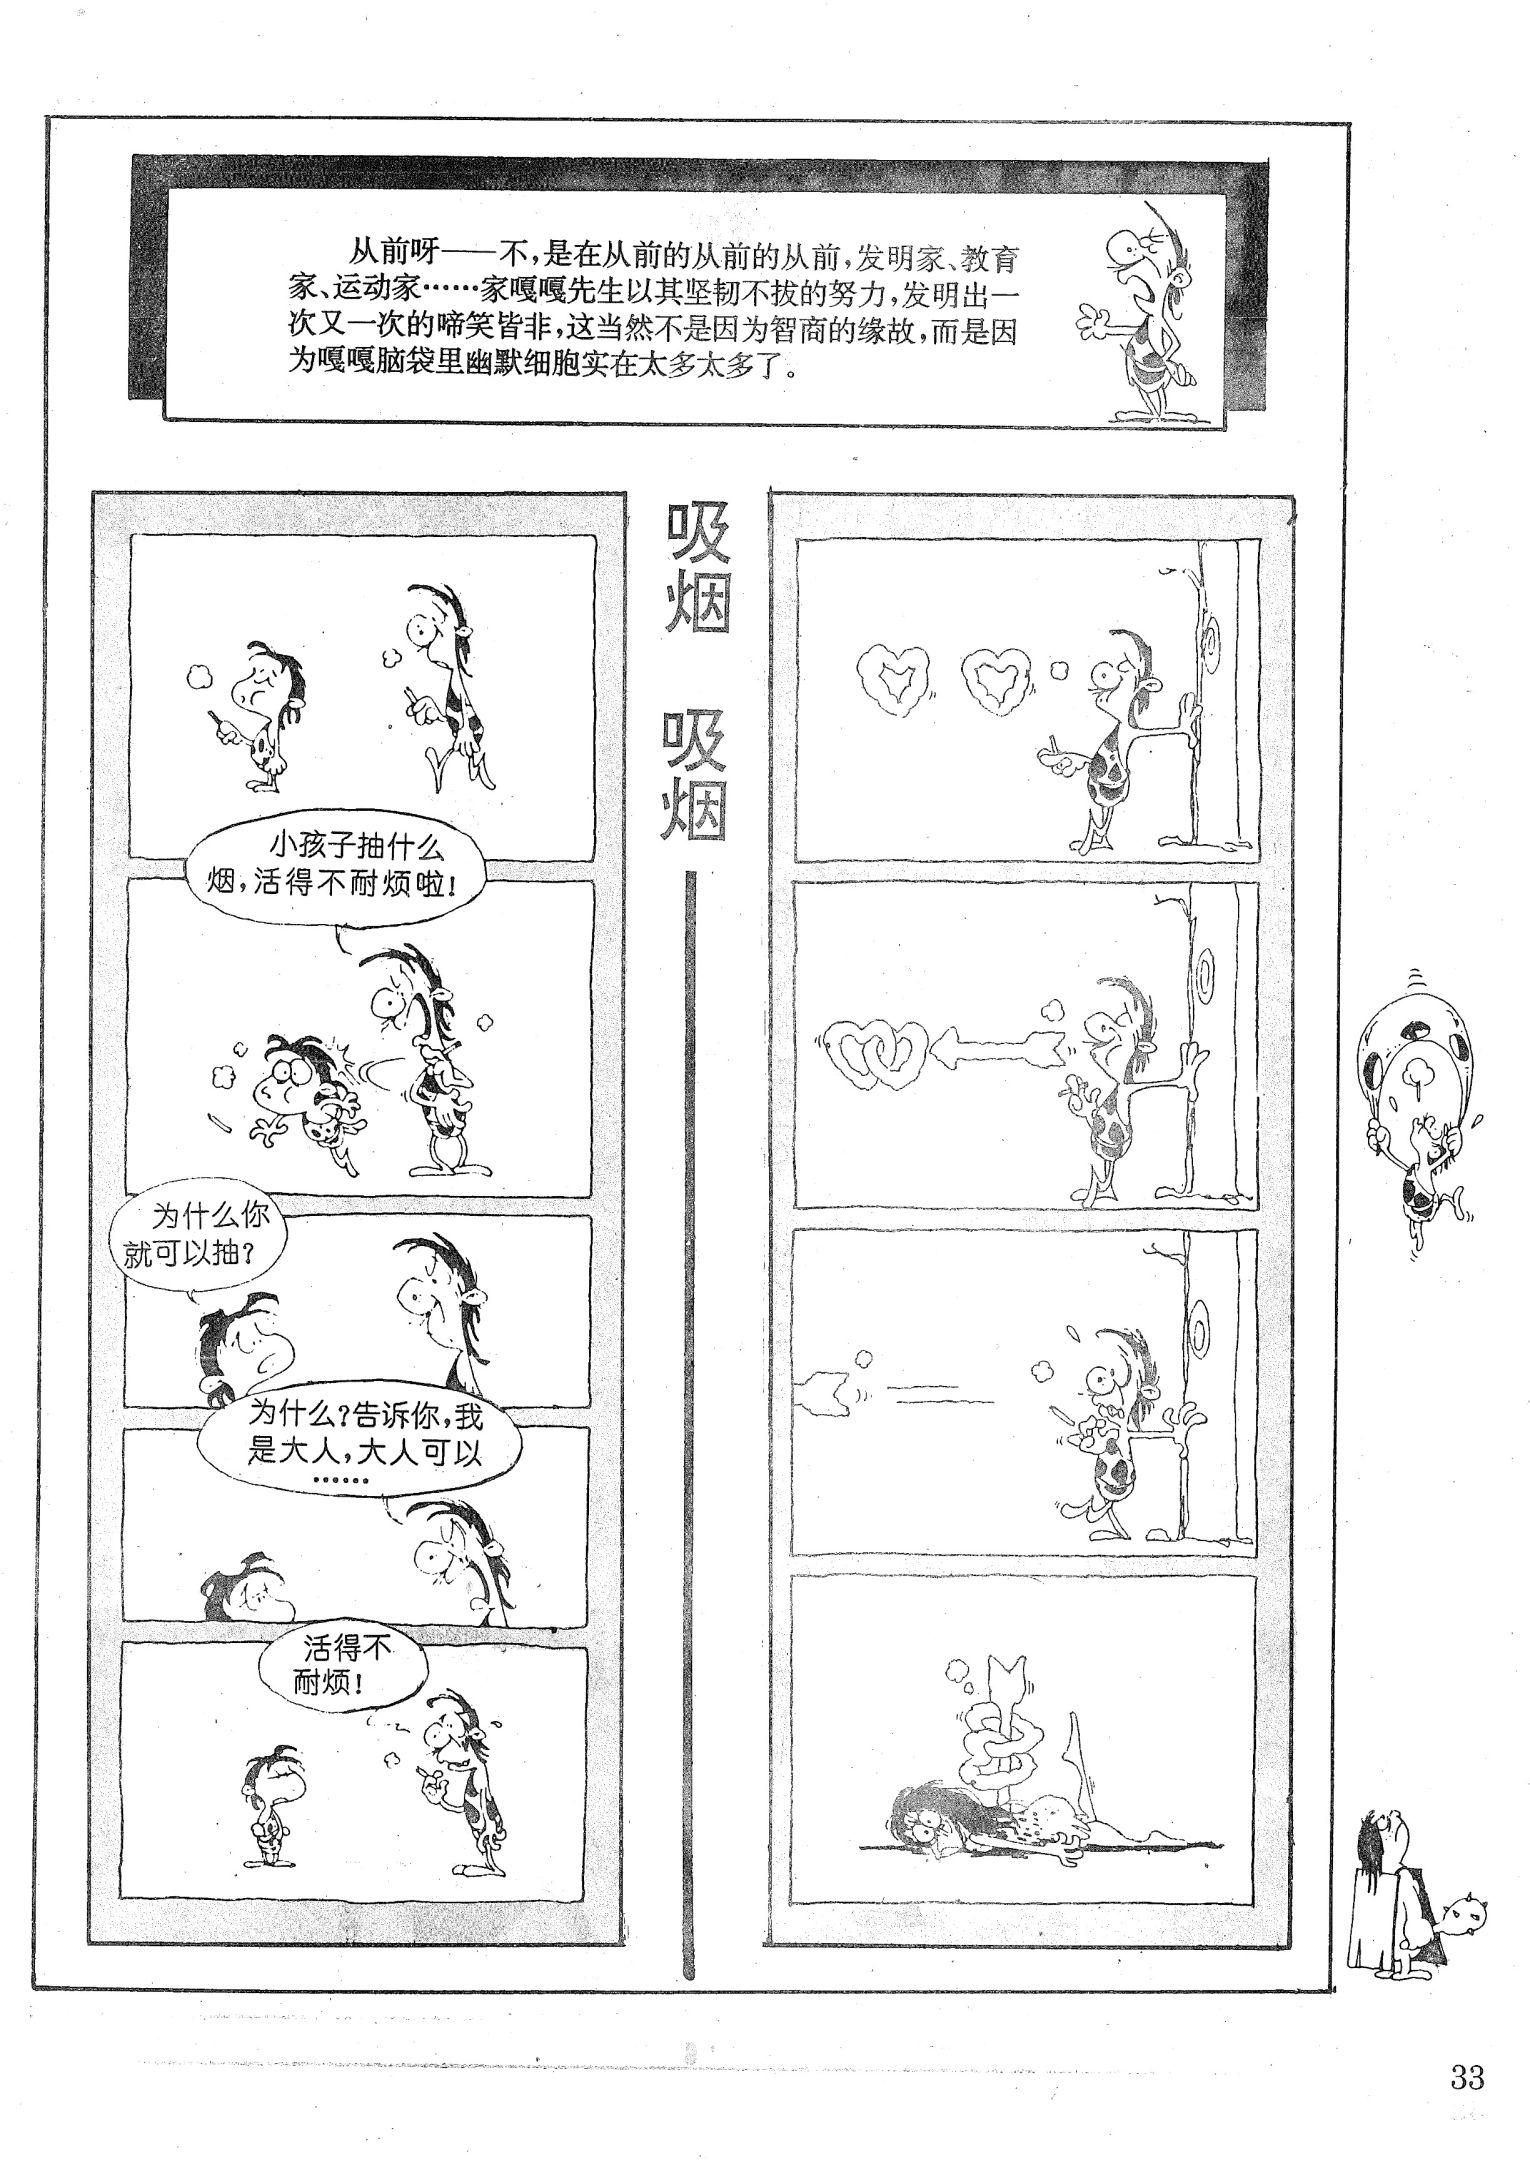 从前呀——不，是在从前的从前的从前，发明家、教育
家、运动家……家嘎嘎先生以其坚韧不拔的努力，发明出一
次又一次的啼笑皆非，这当然不是因为智商的缘故，而是因
为嘎嘎脑袋里幽默细胞实在太多太多了。
吸烟
吸烟
小孩子抽什么
烟，活得不耐烦啦！
为什么你
就可以抽？
为什么？告诉你，我
是大人，大人可以
……
活得不
耐烦！
33